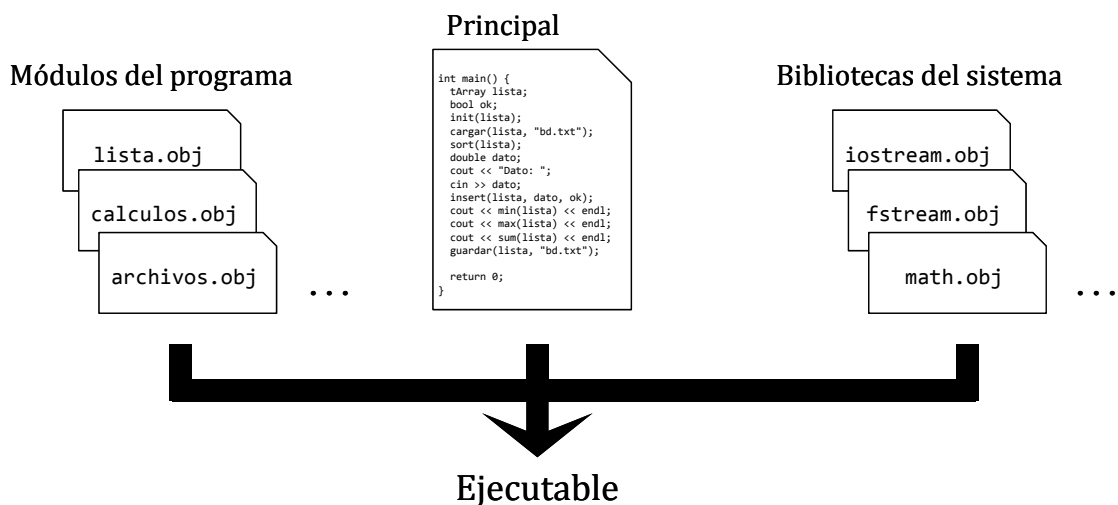 Principal
Módulos del programa
lista.obj
calculos.obj
archivos.obj
...
int main() {
tArray lista;
bool ok;
init(lista);
cargar(lista, "bd.txt");
sort(lista);
double dato;
cout << "Dato: ";
cin >> dato;
insert(lista, dato, ok);
cout << min(lista) << endl;
cout << max(lista) << endl;
cout << sum(lista) << endl;
guardar(lista, "bd.txt");
return 0;
}
Bibliotecas del sistema
iostream.obj
fstream.obj
math.obj
...
Ejecutable